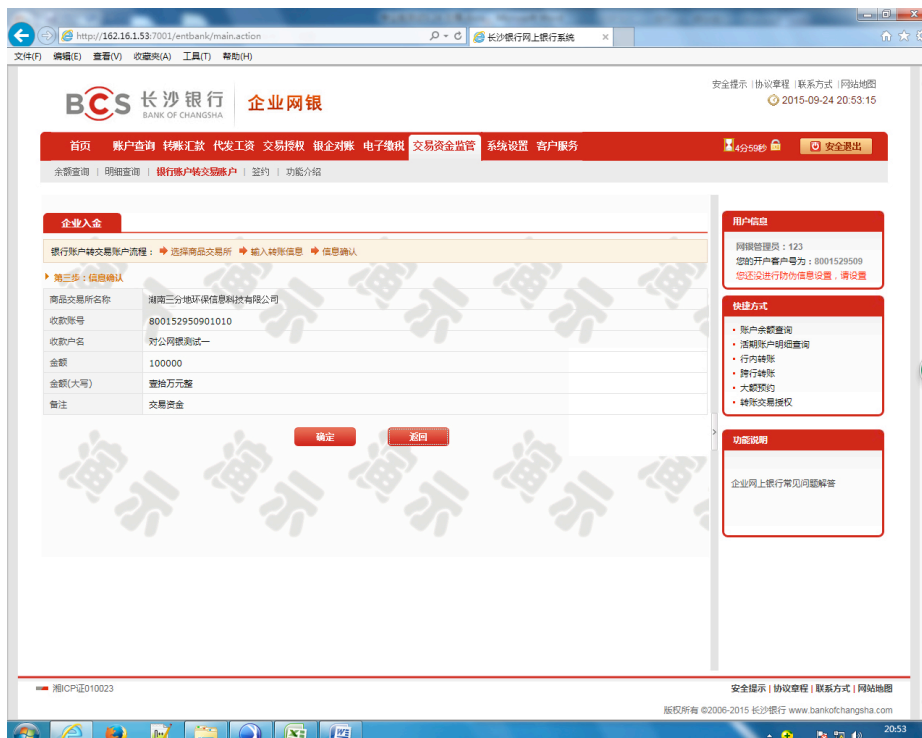 http://162.16.1.53:7001/entbank/main.action
长沙银行网上银行系统
文件(F) 编辑(E) 查看(V) 收藏夹(A) 工具(T) 帮助(H)
安全提示 | 协议章程 | 联系方式 | 网站地图
2015-09-24 20:53:15
BCS 长沙银行 企业网银
BANK OF CHANGSHA
首页 账户查询 转账汇款 代发工资 交易授权 银企对账 电子缴税 交易资金监管 系统设置 客户服务
4分59秒 安全退出
余额查询 | 明细查询 | 银行账户转交易账户 | 签约 | 功能介绍
企业入金
银行账户转交易账户流程： 选择商品交易所 输入转账信息 信息确认
第三步：信息确认
商品交易所名称 湖南三分地环保信息科技有限公司
收款账号 800152950901010
收款户名 对公网银测试一
金额 100000
金额(大写) 壹拾万元整
备注 交易资金
确定 返回
用户信息
网银管理员：123
您的开户客户号为：8001529509
您还没进行防伪信息设置，请设置
快捷方式
账户余额查询
活期账户明细查询
行内转账
跨行转账
大额预约
转账交易授权
功能说明
企业网上银行常见问题解答
演示 演示 演示 演示
演示 演示 演示 演示
湘ICP证010023
安全提示 | 协议章程 | 联系方式 | 网站地图
版权所有 ©2006-2015 长沙银行 www.bankofchangsha.com
20:53